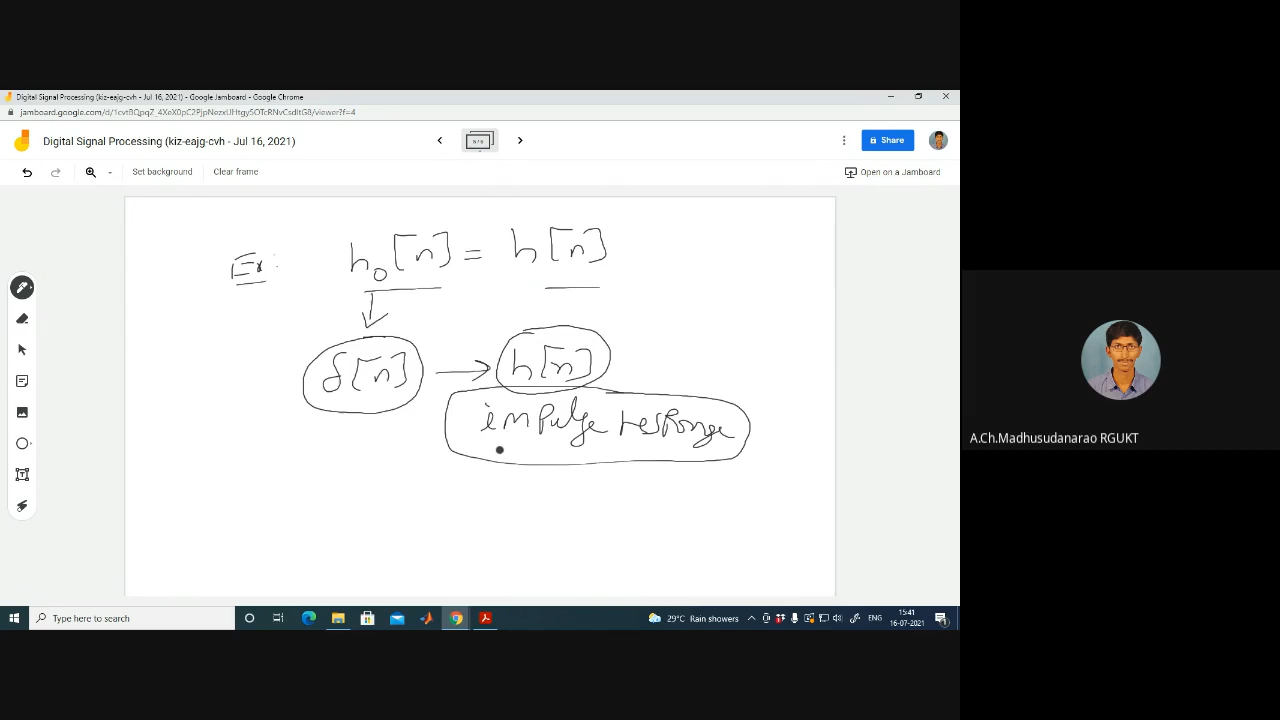 Digital Signal Processing (kiz-eajg-cvh - Jul 16, 2021) - Google Jamboard - Google Chrome
Digital Signal Processing (kiz-eajg-cvh - Jul 16, 2021)
Share
Set background
Clear frame
Open on a Jamboard
Ex: h₀[n] = h[n]
δ[n] → h[n]
impulse response
A.Ch.Madhusudanarao RGUKT
Type here to search
29°C Rain showers
ENG
15:41
16-07-2021